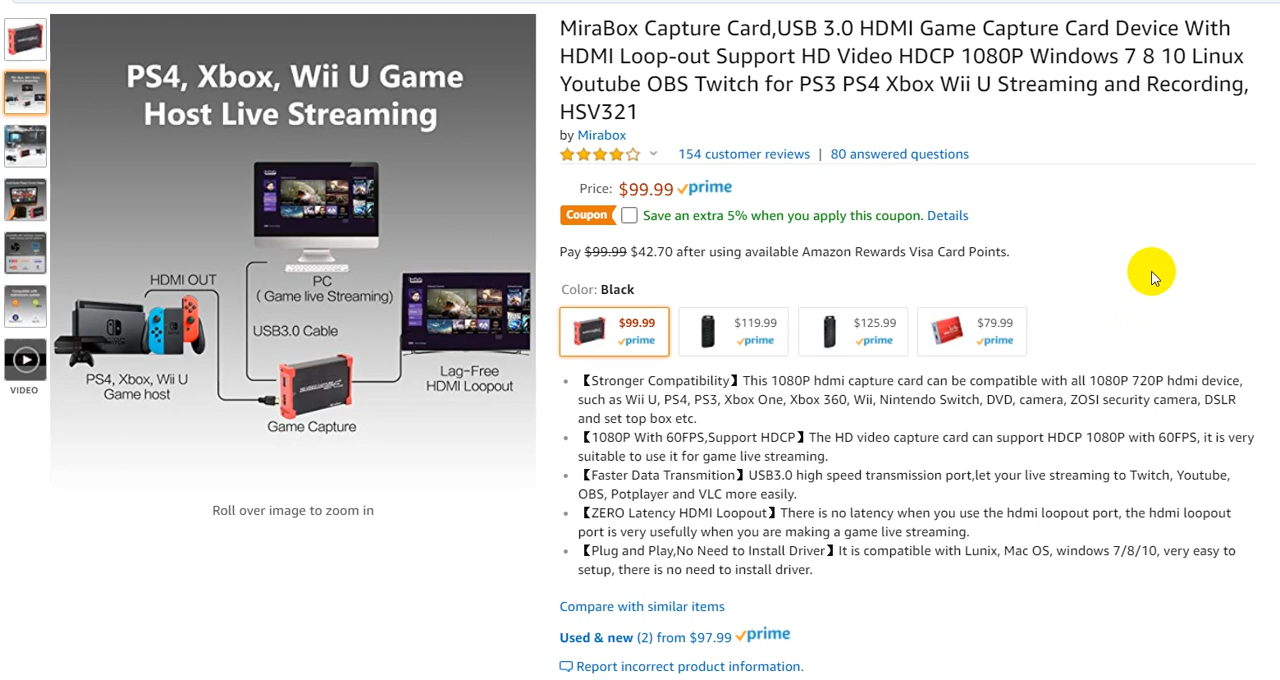 PS4, Xbox, Wii U Game
Host Live Streaming
HDMI OUT
PC
( Game live Streaming)
USB3.0 Cable
PS4, Xbox, Wii U
Game host
Lag-Free
HDMI Loopout
Game Capture
VIDEO
Roll over image to zoom in
MiraBox Capture Card,USB 3.0 HDMI Game Capture Card Device With
HDMI Loop-out Support HD Video HDCP 1080P Windows 7 8 10 Linux
Youtube OBS Twitch for PS3 PS4 Xbox Wii U Streaming and Recording,
HSV321
by Mirabox
154 customer reviews | 80 answered questions
Price: $99.99 prime
Coupon Save an extra 5% when you apply this coupon. Details
Pay $99.99 $42.70 after using available Amazon Rewards Visa Card Points.
Color: Black
$99.99 $119.99 $125.99 $79.99
prime prime prime prime
• 【Stronger Compatibility】This 1080P hdmi capture card can be compatible with all 1080P 720P hdmi device,
such as Wii U, PS4, PS3, Xbox One, Xbox 360, Wii, Nintendo Switch, DVD, camera, ZOSI security camera, DSLR
and set top box etc.
• 【1080P With 60FPS,Support HDCP】The HD video capture card can support HDCP 1080P with 60FPS, it is very
suitable to use it for game live streaming.
• 【Faster Data Transmition】USB3.0 high speed transmission port,let your live streaming to Twitch, Youtube,
OBS, Potplayer and VLC more easily.
• 【ZERO Latency HDMI Loopout】There is no latency when you use the hdmi loopout port, the hdmi loopout
port is very usefully when you are making a game live streaming.
• 【Plug and Play,No Need to Install Driver】It is compatible with Lunix, Mac OS, windows 7/8/10, very easy to
setup, there is no need to install driver.
Compare with similar items
Used & new (2) from $97.99 prime
Report incorrect product information.